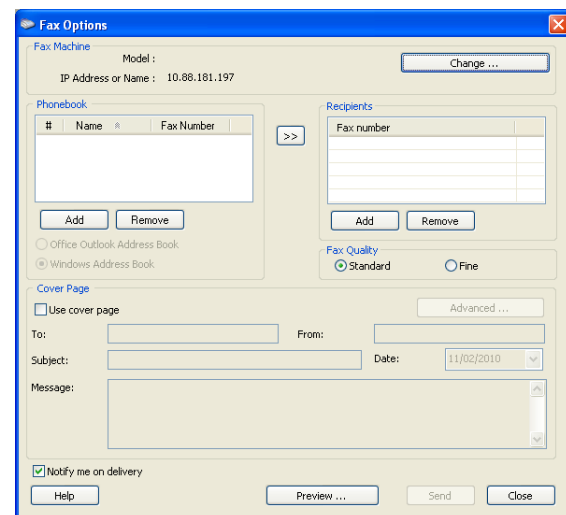 Fax Options
Fax Machine
Model :
Change ...
IP Address or Name : 10.88.181.197
Phonebook
Recipients
# Name Fax Number
Fax number
>>
Add Remove
Add Remove
Office Outlook Address Book
Windows Address Book
Fax Quality
Standard Fine
Cover Page
Use cover page
Advanced ...
To: From:
Subject: Date: 11/02/2010
Message:
Notify me on delivery
Help Preview ... Send Close